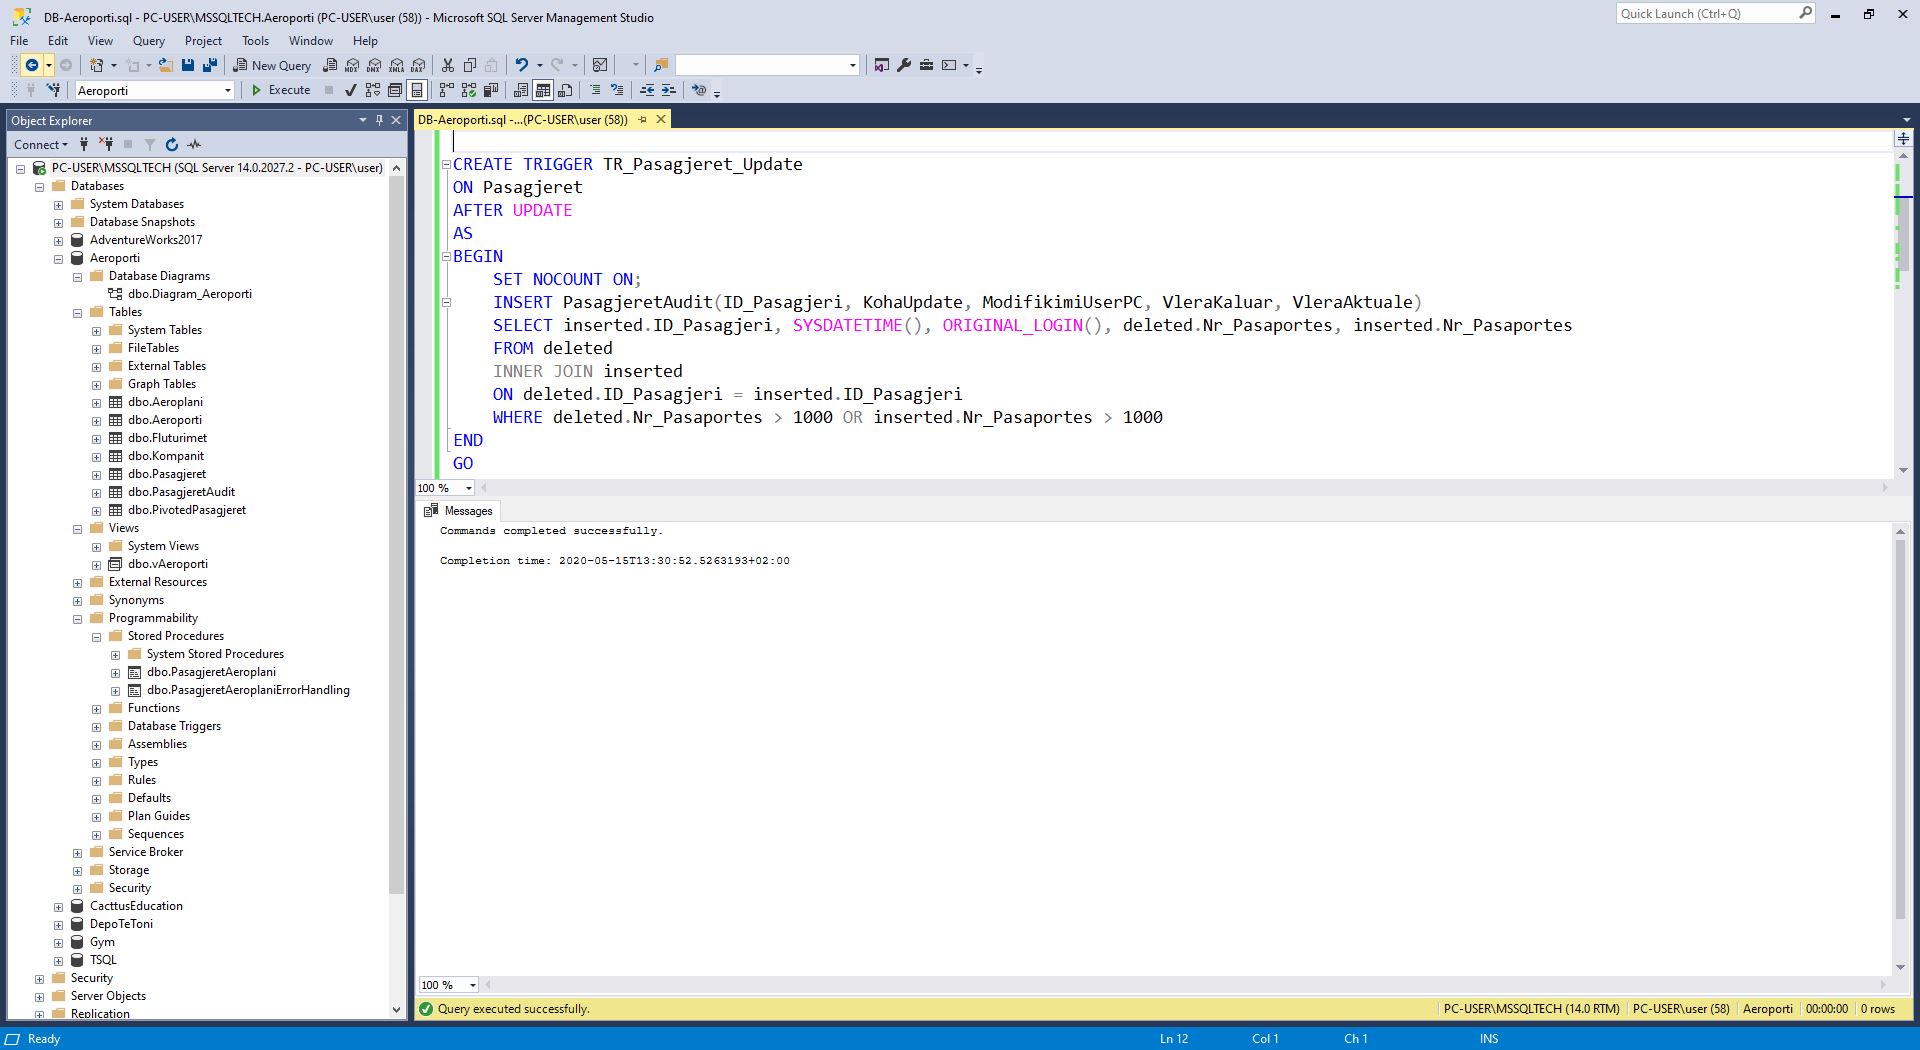 DB-Aeroporti.sql - PC-USER\MSSQLTECH.Aeroporti (PC-USER\user (58)) - Microsoft SQL Server Management Studio
Quick Launch (Ctrl+Q)
File Edit View Query Project Tools Window Help
New Query
MDX DMX XMLA DAX
Aeroporti
Execute
Object Explorer
Connect
PC-USER\MSSQLTECH (SQL Server 14.0.2027.2 - PC-USER\user)
Databases
System Databases
Database Snapshots
AdventureWorks2017
Aeroporti
Database Diagrams
dbo.Diagram_Aeroporti
Tables
System Tables
FileTables
External Tables
Graph Tables
dbo.Aeroplani
dbo.Aeroporti
dbo.Fluturimet
dbo.Kompanit
dbo.Pasagjeret
dbo.PasagjeretAudit
dbo.PivotedPasagjeret
Views
System Views
dbo.vAeroporti
External Resources
Synonyms
Programmability
Stored Procedures
System Stored Procedures
dbo.PasagjeretAeroplani
dbo.PasagjeretAeroplaniErrorHandling
Functions
Database Triggers
Assemblies
Types
Rules
Defaults
Plan Guides
Sequences
Service Broker
Storage
Security
CacttusEducation
DepoTeToni
Gym
TSQL
Security
Server Objects
Replication
DB-Aeroporti.sql -...(PC-USER\user (58))
CREATE TRIGGER TR_Pasagjeret_Update
ON Pasagjeret
AFTER UPDATE
AS
BEGIN
SET NOCOUNT ON;
INSERT PasagjeretAudit(ID_Pasagjeri, KohaUpdate, ModifikimiUserPC, VleraKaluar, VleraAktuale)
SELECT inserted.ID_Pasagjeri, SYSDATETIME(), ORIGINAL_LOGIN(), deleted.Nr_Pasaportes, inserted.Nr_Pasaportes
FROM deleted
INNER JOIN inserted
ON deleted.ID_Pasagjeri = inserted.ID_Pasagjeri
WHERE deleted.Nr_Pasaportes > 1000 OR inserted.Nr_Pasaportes > 1000
END
GO
100 %
Messages
Commands completed successfully.
Completion time: 2020-05-15T13:30:52.5263193+02:00
100 %
Query executed successfully.
PC-USER\MSSQLTECH (14.0 RTM) PC-USER\user (58) Aeroporti 00:00:00 0 rows
Ready
Ln 12 Col 1 Ch 1 INS